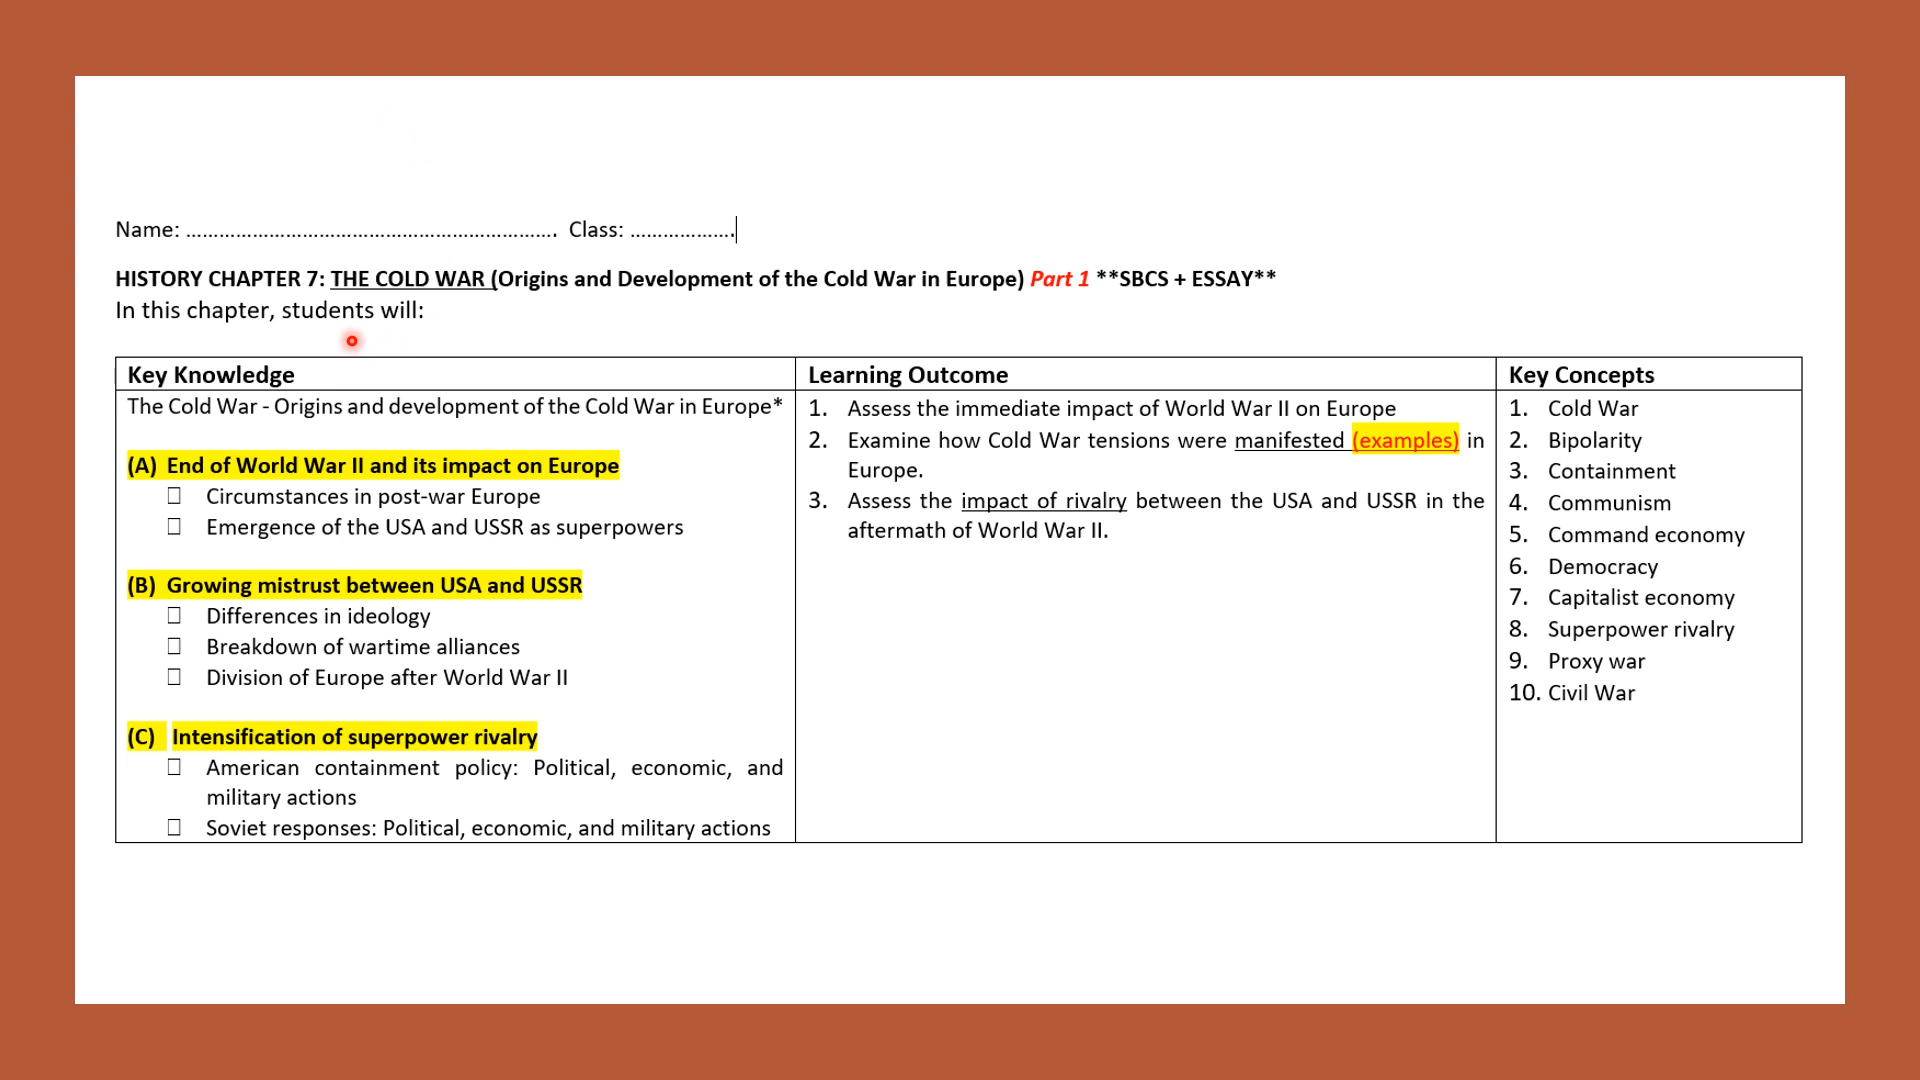 Name: ………………………………………………………….  Class: ……………….
HISTORY CHAPTER 7: THE COLD WAR (Origins and Development of the Cold War in Europe) Part 1 **SBCS + ESSAY**
In this chapter, students will:
Key Knowledge
The Cold War - Origins and development of the Cold War in Europe*
(A) End of World War II and its impact on Europe
Circumstances in post-war Europe
Emergence of the USA and USSR as superpowers
(B) Growing mistrust between USA and USSR
Differences in ideology
Breakdown of wartime alliances
Division of Europe after World War II
(C) Intensification of superpower rivalry
American containment policy: Political, economic, and
military actions
Soviet responses: Political, economic, and military actions
Learning Outcome
1. Assess the immediate impact of World War II on Europe
2. Examine how Cold War tensions were manifested (examples) in
Europe.
3. Assess the impact of rivalry between the USA and USSR in the
aftermath of World War II.
Key Concepts
1. Cold War
2. Bipolarity
3. Containment
4. Communism
5. Command economy
6. Democracy
7. Capitalist economy
8. Superpower rivalry
9. Proxy war
10. Civil War